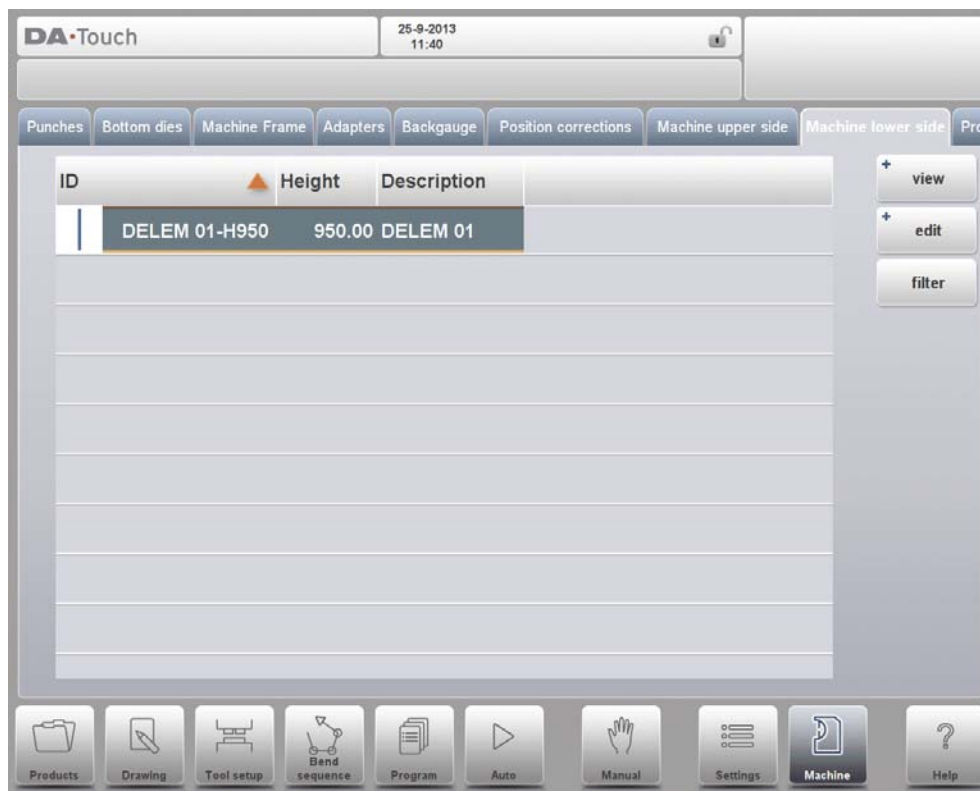 DA·Touch
25-9-2013
11:40
Punches Bottom dies Machine Frame Adapters Backgauge Position corrections Machine upper side Machine lower side
ID Height Description
DELEM 01-H950 950.00 DELEM 01
view
edit
filter
Products Drawing Tool setup Bend sequence Program Auto Manual Settings Machine Help